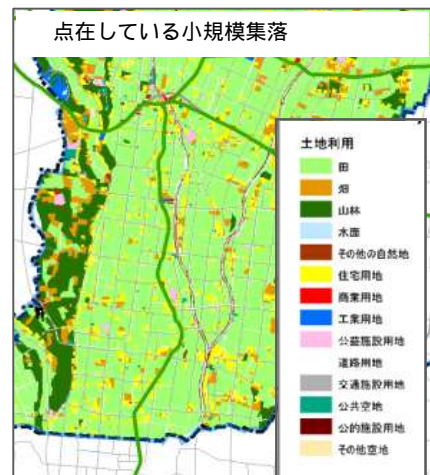 点在している小規模集落
土地利用
田
畑
山林
水面
その他の自然地
住宅用地
商業用地
工業用地
公益施設用地
道路用地
交通施設用地
公共空地
公的施設用地
その他空地